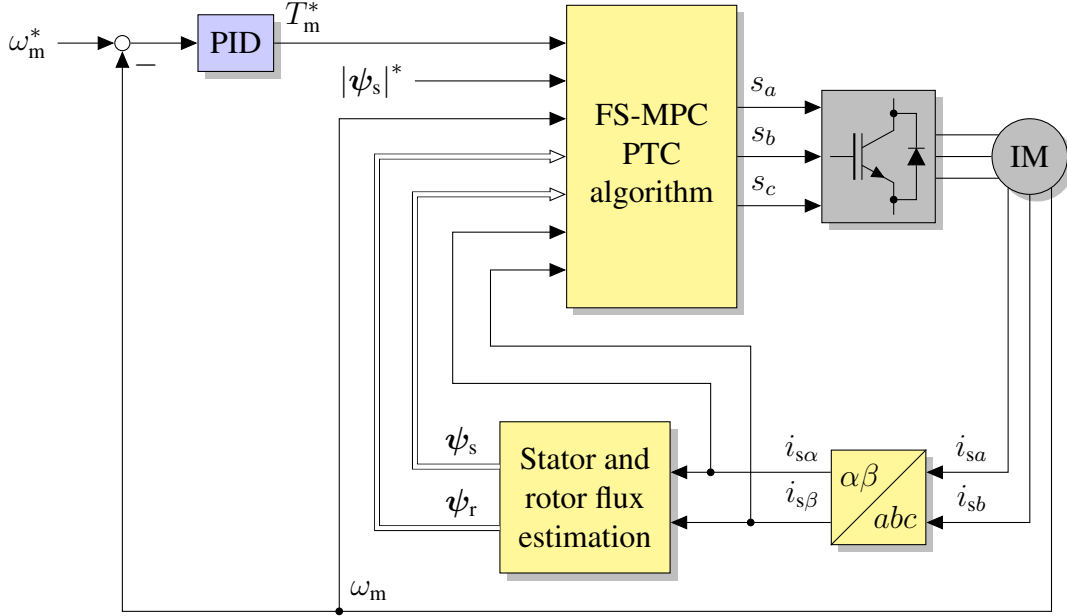 T*m
ω*m
PID
−
|ψs|*
FS-MPC
PTC
algorithm
sa
sb
sc
IM
ψs
ψr
Stator and
rotor flux
estimation
isα
isβ
αβ
abc
isa
isb
ωm